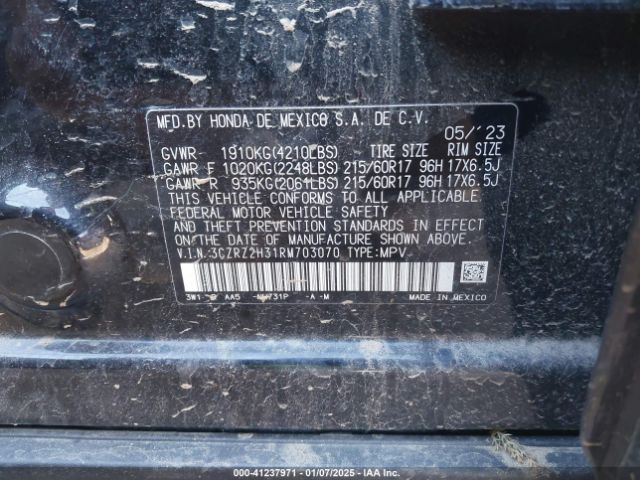 MFD.BY HONDA DE MEXICO S.A. DE C.V.
05/'23
GVWR 1910KG(4210LBS) TIRE SIZE RIM SIZE
GAWR F 1020KG(2248LBS) 215/60R17 96H 17X6.5J
GAWR R 935KG(2061LBS) 215/60R17 96H 17X6.5J
THIS VEHICLE CONFORMS TO ALL APPLICABLE
FEDERAL MOTOR VEHICLE SAFETY
AND THEFT PREVENTION STANDARDS IN EFFECT
ON THE DATE OF MANUFACTURE SHOWN ABOVE.
V.I.N. 3CZRZ2H31RM703070 TYPE:MPV
3W1 AA5 -A-M
MADE IN MEXICO
000-41237971 - 01/07/2025 - IAA Inc.